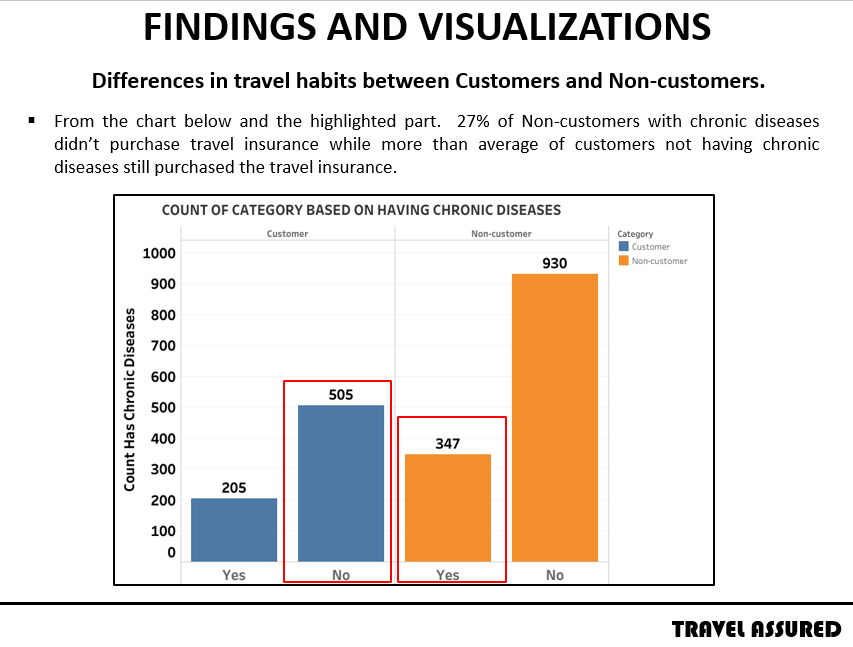 FINDINGS AND VISUALIZATIONS
Differences in travel habits between Customers and Non-customers.
▪ From the chart below and the highlighted part. 27% of Non-customers with chronic diseases
didn’t purchase travel insurance while more than average of customers not having chronic
diseases still purchased the travel insurance.
COUNT OF CATEGORY BASED ON HAVING CHRONIC DISEASES
Customer Non-customer
Category
Customer
Non-customer
Count Has Chronic Diseases
1000
900
800
700
600
500
400
300
200
100
0
205
505
347
930
Yes No Yes No
TRAVEL ASSURED